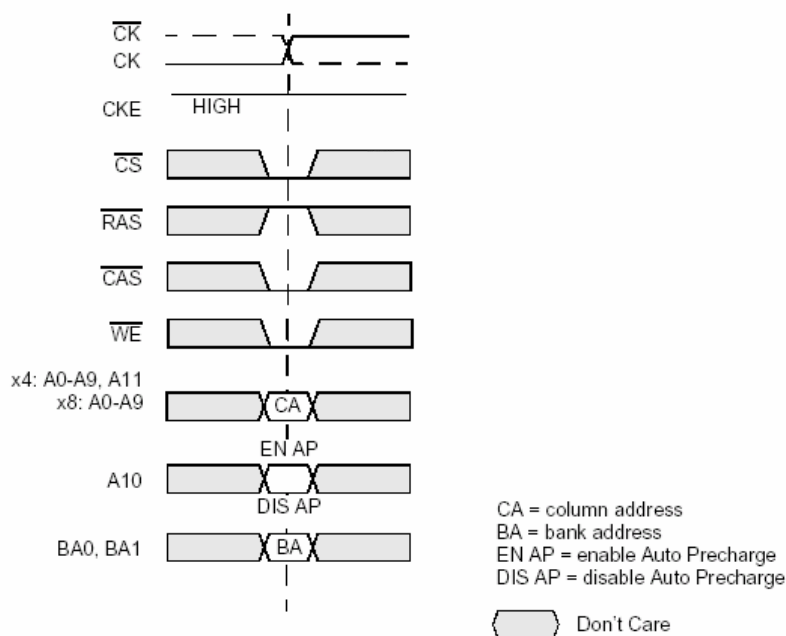 CK
CK
CKE HIGH
CS
RAS
CAS
WE
x4: A0-A9, A11
x8: A0-A9
CA
EN AP
A10
DIS AP
BA0, BA1
BA
CA = column address
BA = bank address
EN AP = enable Auto Precharge
DIS AP = disable Auto Precharge
Don't Care